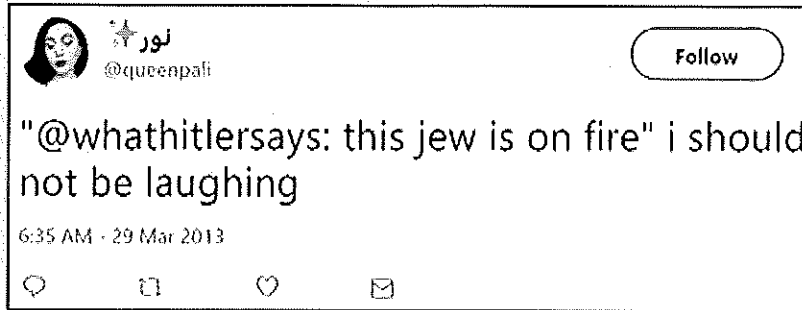 نور✨
@queenpali
Follow
"@whathitlersays: this jew is on fire" i should
not be laughing
6:35 AM - 29 Mar 2013